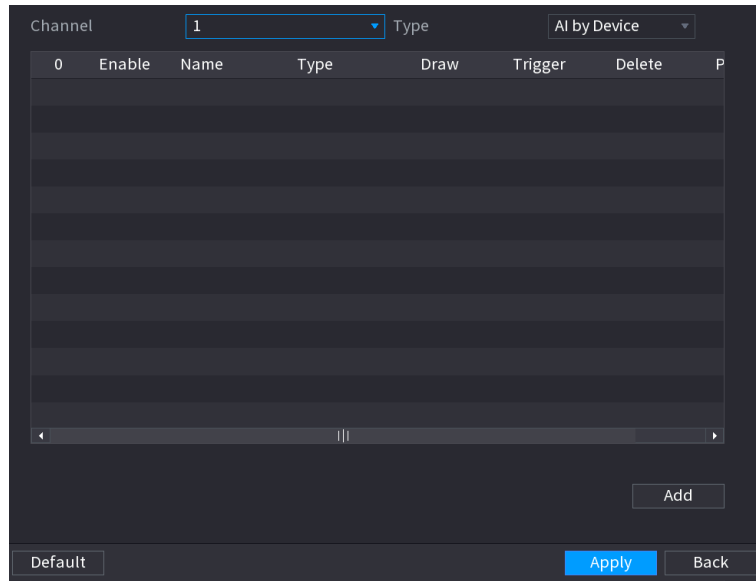 Channel 1 Type AI by Device
0 Enable Name Type Draw Trigger Delete P
Add
Default Apply Back